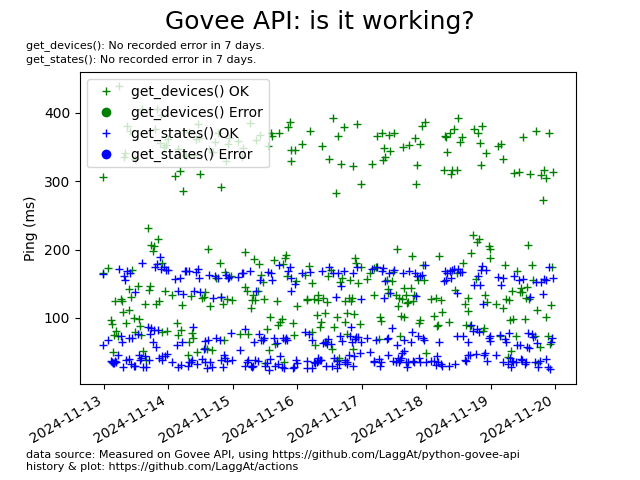 Govee API: is it working?
get_devices(): No recorded error in 7 days.
get_states(): No recorded error in 7 days.
get_devices() OK
get_devices() Error
get_states() OK
get_states() Error
Ping (ms)
400
300
200
100
2024-11-13
2024-11-14
2024-11-15
2024-11-16
2024-11-17
2024-11-18
2024-11-19
2024-11-20
data source: Measured on Govee API, using https://github.com/LaggAt/python-govee-api
history & plot: https://github.com/LaggAt/actions